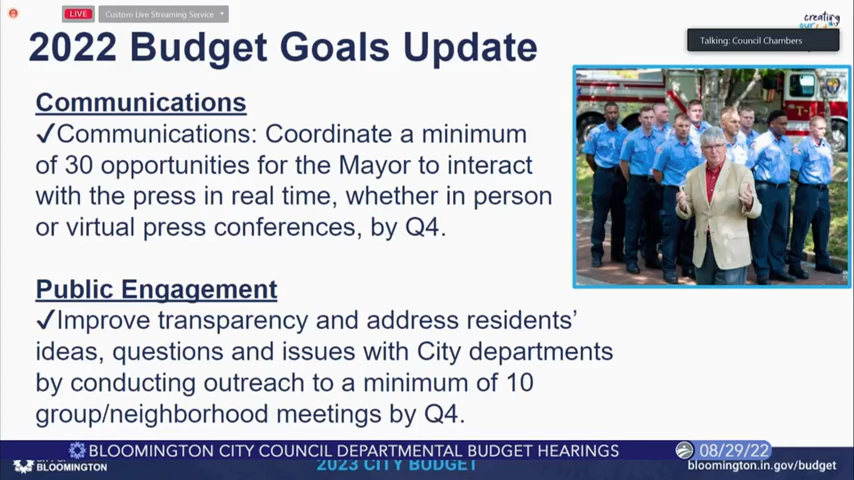 LIVE
Custom Live Streaming Service
creating
Talking: Council Chambers
2022 Budget Goals Update
Communications
✓Communications: Coordinate a minimum
of 30 opportunities for the Mayor to interact
with the press in real time, whether in person
or virtual press conferences, by Q4.
Public Engagement
✓Improve transparency and address residents’
ideas, questions and issues with City departments
by conducting outreach to a minimum of 10
group/neighborhood meetings by Q4.
BLOOMINGTON CITY COUNCIL DEPARTMENTAL BUDGET HEARINGS
08/29/22
BLOOMINGTON
2023 CITY BUDGET
bloomington.in.gov/budget